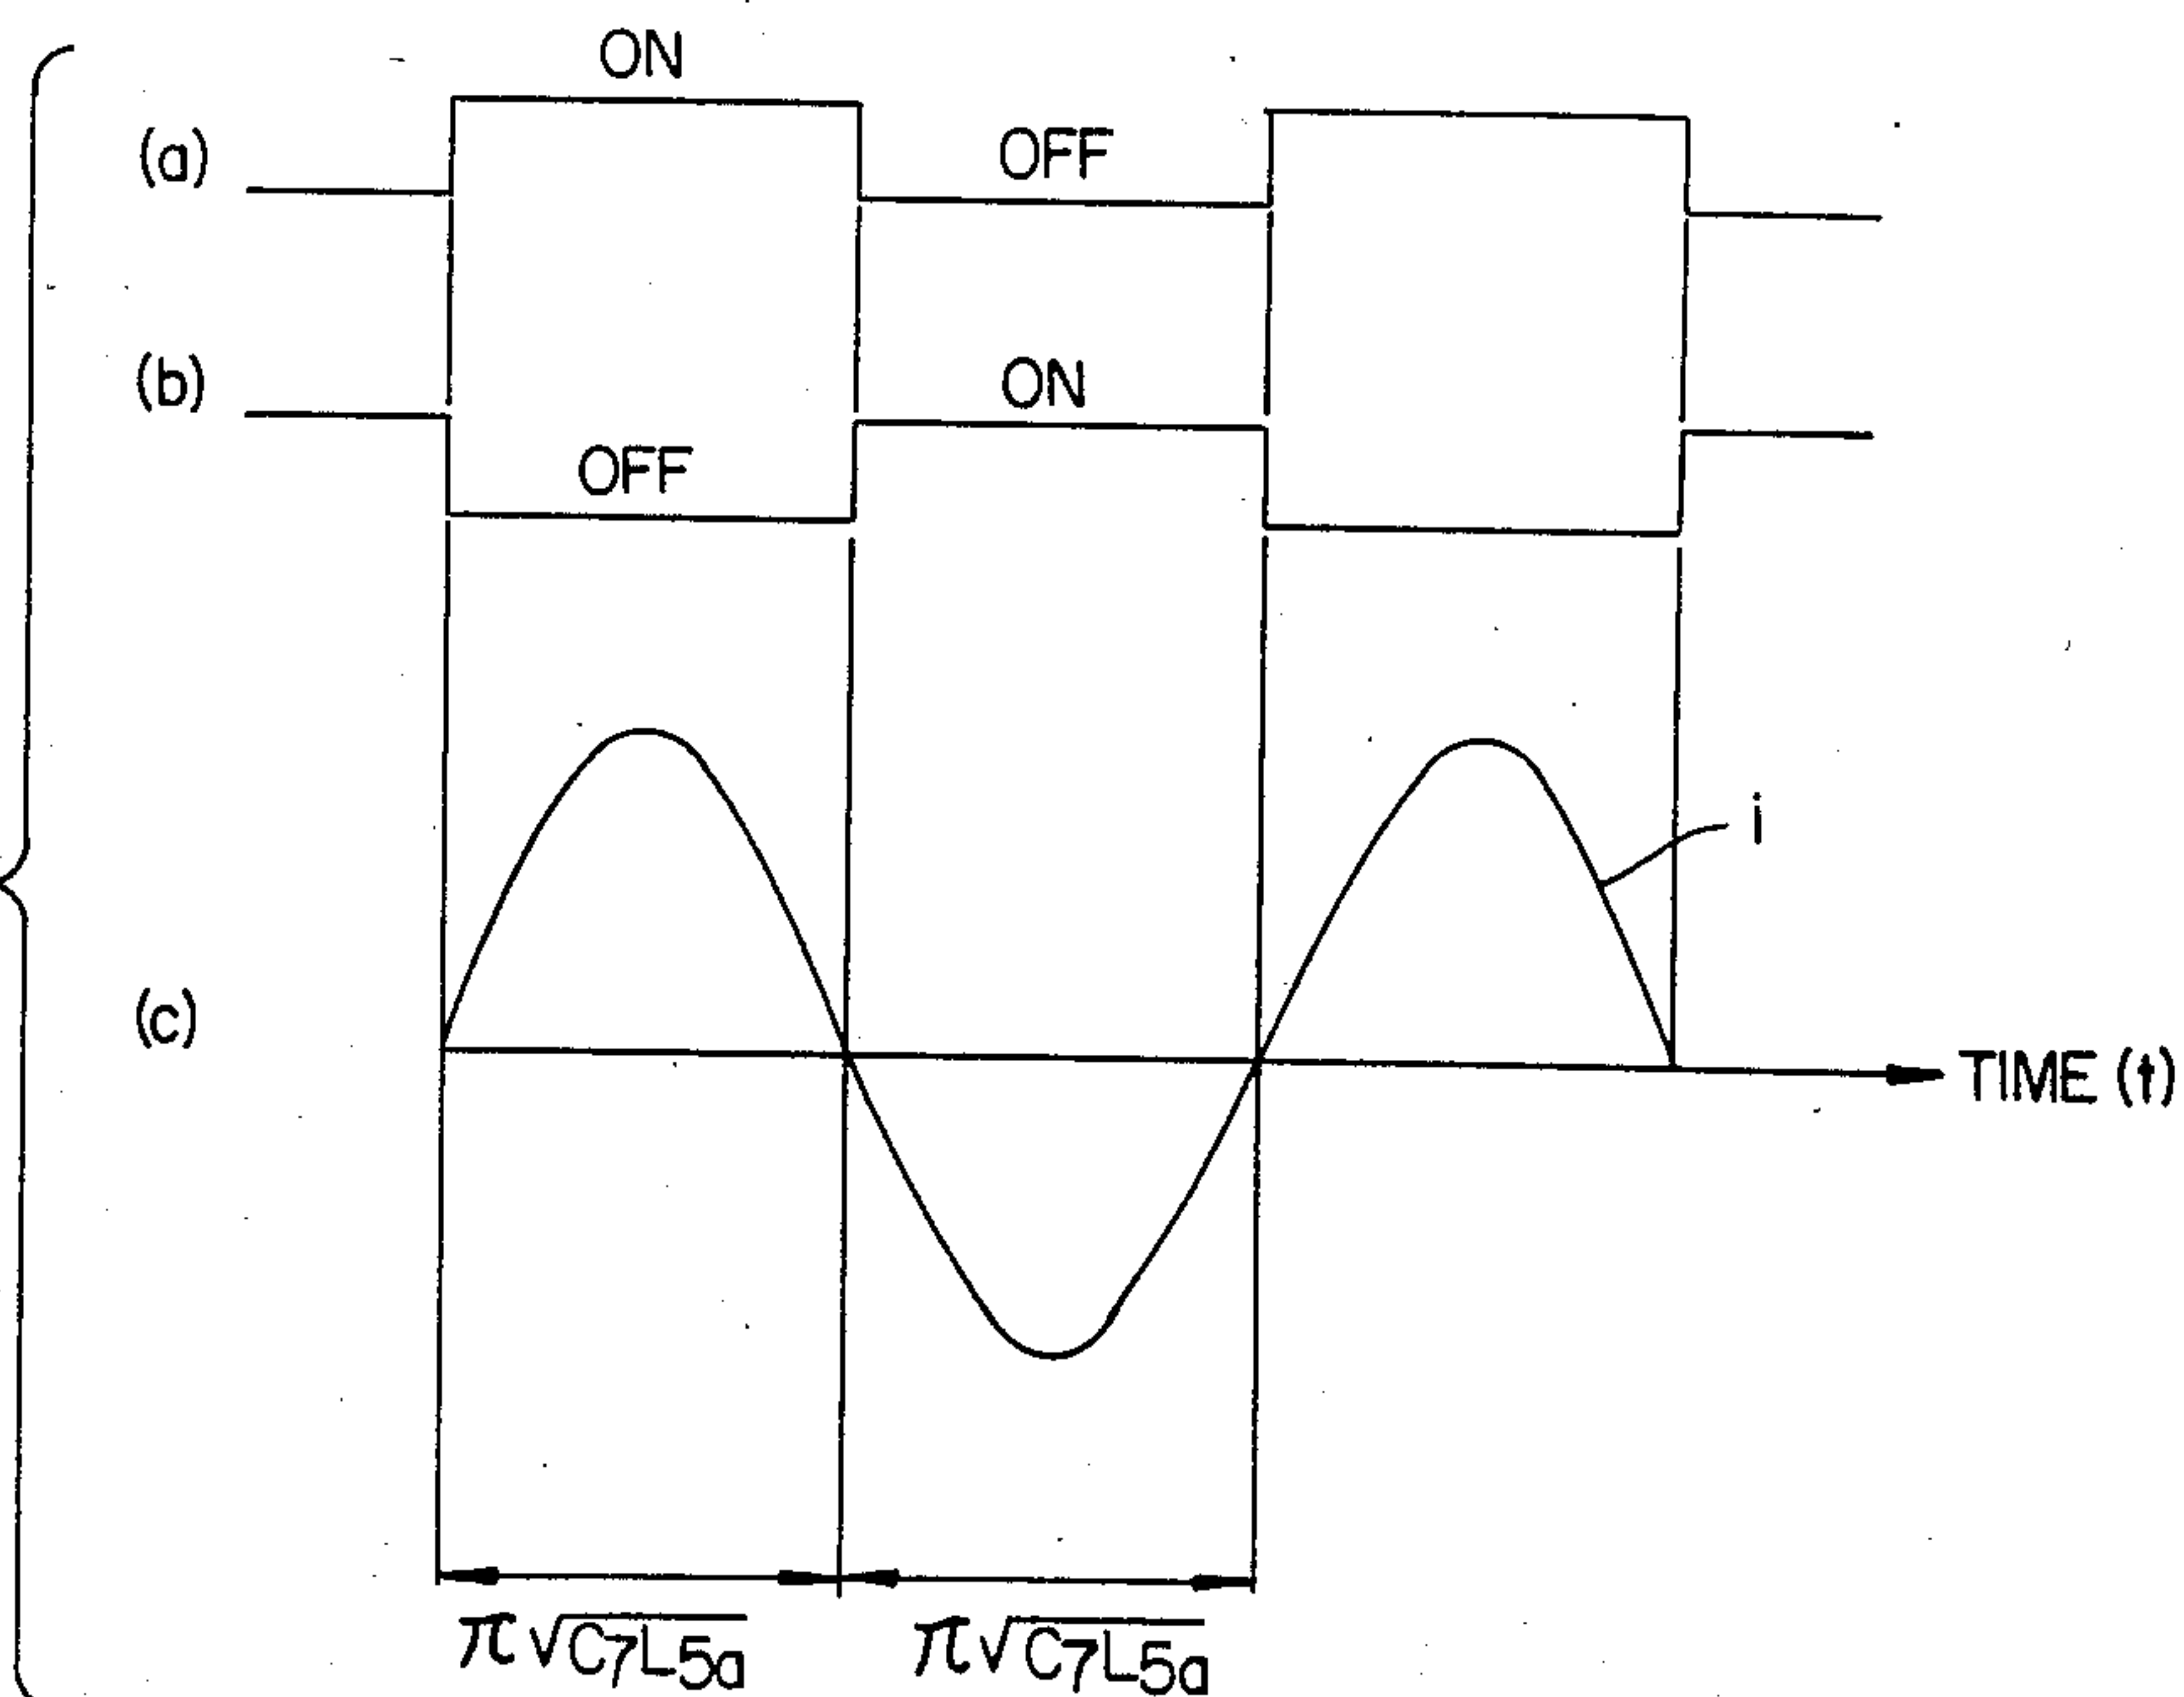 ON
(a)
OFF
(b)
ON
OFF
i
(c)
TIME (t)
π√C7L5a
π√C7L5a